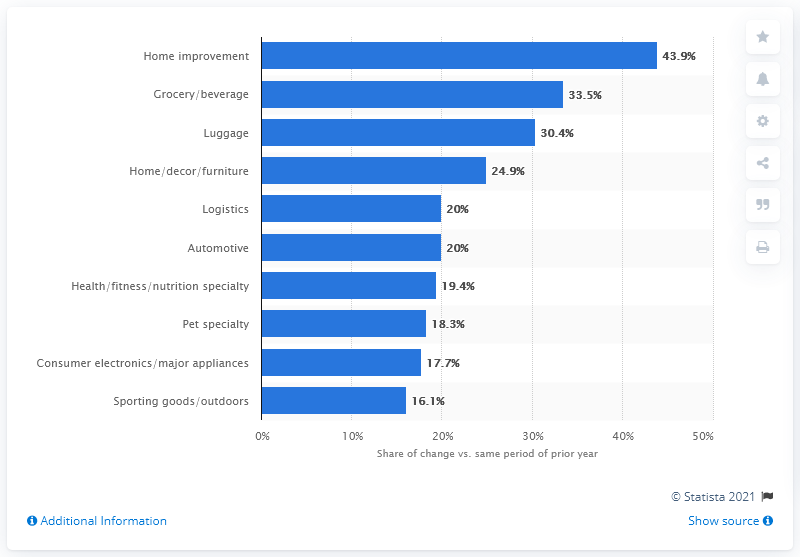 Home improvement 43.9%
Grocery/beverage 33.5%
Luggage 30.4%
Home/decor/furniture 24.9%
Logistics 20%
Automotive 20%
Health/fitness/nutrition specialty 19.4%
Pet specialty 18.3%
Consumer electronics/major appliances 17.7%
Sporting goods/outdoors 16.1%
0% 10% 20% 30% 40% 50%
Share of change vs. same period of prior year
© Statista 2021
Additional Information Show source